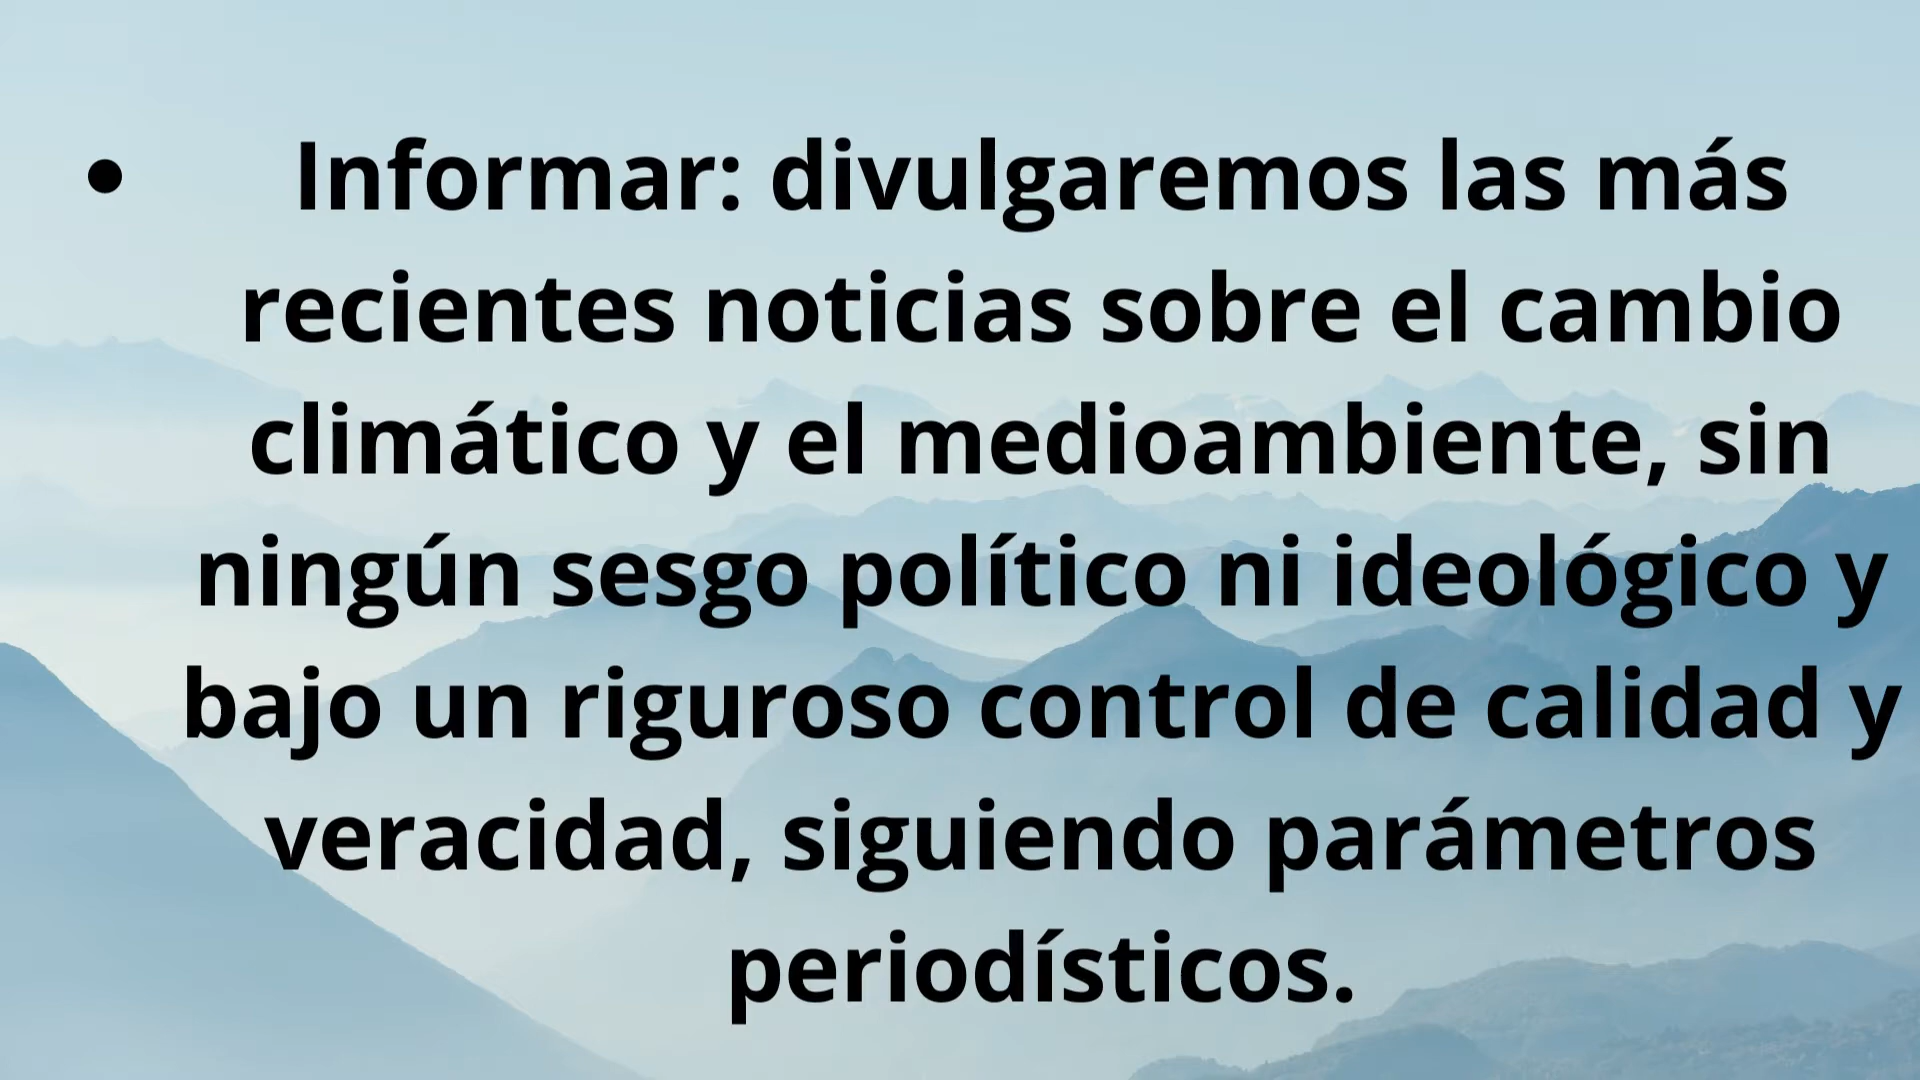 • Informar: divulgaremos las más
recientes noticias sobre el cambio
climático y el medioambiente, sin
ningún sesgo político ni ideológico y
bajo un riguroso control de calidad y
veracidad, siguiendo parámetros
periodísticos.